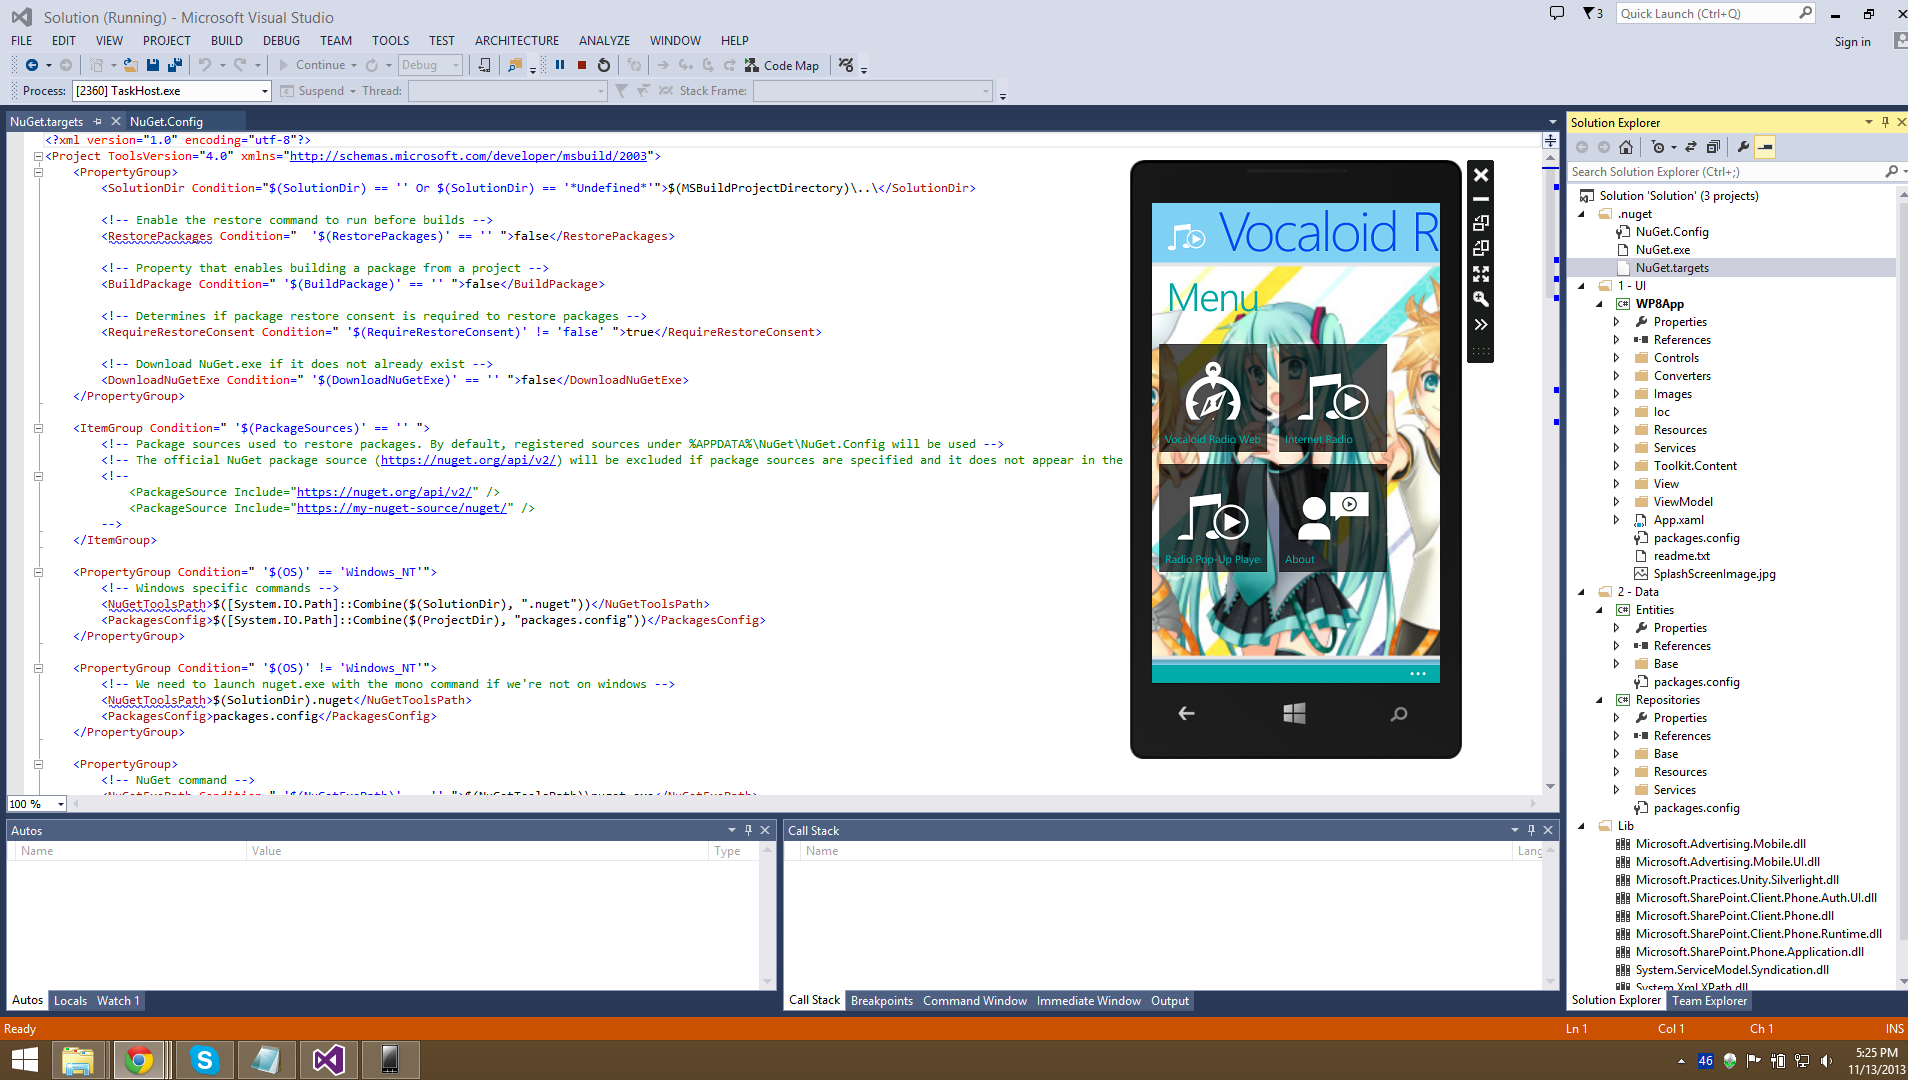 Solution (Running) - Microsoft Visual Studio
3
Quick Launch (Ctrl+Q)
FILE EDIT VIEW PROJECT BUILD DEBUG TEAM TOOLS TEST ARCHITECTURE ANALYZE WINDOW HELP
Sign in
Continue Debug Code Map
Process: [2360] TaskHost.exe Suspend Thread: Stack Frame:
NuGet.targets NuGet.Config
<?xml version="1.0" encoding="utf-8"?>
<Project ToolsVersion="4.0" xmlns="http://schemas.microsoft.com/developer/msbuild/2003">
<PropertyGroup>
<SolutionDir Condition="$(SolutionDir) == '' Or $(SolutionDir) == '*Undefined*'">$(MSBuildProjectDirectory)\..\</SolutionDir>
<!-- Enable the restore command to run before builds -->
<RestorePackages Condition="  '$(RestorePackages)' == '' ">false</RestorePackages>
<!-- Property that enables building a package from a project -->
<BuildPackage Condition=" '$(BuildPackage)' == '' ">false</BuildPackage>
<!-- Determines if package restore consent is required to restore packages -->
<RequireRestoreConsent Condition=" '$(RequireRestoreConsent)' != 'false' ">true</RequireRestoreConsent>
<!-- Download NuGet.exe if it does not already exist -->
<DownloadNuGetExe Condition=" '$(DownloadNuGetExe)' == '' ">false</DownloadNuGetExe>
</PropertyGroup>
<ItemGroup Condition=" '$(PackageSources)' == '' ">
<!-- Package sources used to restore packages. By default, registered sources under %APPDATA%\NuGet\NuGet.Config will be used -->
<!-- The official NuGet package source (https://nuget.org/api/v2/) will be excluded if package sources are specified and it does not appear in the
<!--
<PackageSource Include="https://nuget.org/api/v2/" />
<PackageSource Include="https://my-nuget-source/nuget/" />
-->
</ItemGroup>
<PropertyGroup Condition=" '$(OS)' == 'Windows_NT'">
<!-- Windows specific commands -->
<NuGetToolsPath>$([System.IO.Path]::Combine($(SolutionDir), ".nuget"))</NuGetToolsPath>
<PackagesConfig>$([System.IO.Path]::Combine($(ProjectDir), "packages.config"))</PackagesConfig>
</PropertyGroup>
<PropertyGroup Condition=" '$(OS)' != 'Windows_NT'">
<!-- We need to launch nuget.exe with the mono command if we're not on windows -->
<NuGetToolsPath>$(SolutionDir).nuget</NuGetToolsPath>
<PackagesConfig>packages.config</PackagesConfig>
</PropertyGroup>
<PropertyGroup>
<!-- NuGet command -->
100 %
Vocaloid R
Menu
Vocaloid Radio Web
Internet Radio
Radio Pop-Up Playe
About
Solution Explorer
Search Solution Explorer (Ctrl+;)
Solution 'Solution' (3 projects)
.nuget
NuGet.Config
NuGet.exe
NuGet.targets
1 - UI
C# WP8App
Properties
References
Controls
Converters
Images
Ioc
Resources
Services
Toolkit.Content
View
ViewModel
App.xaml
packages.config
readme.txt
SplashScreenImage.jpg
2 - Data
C# Entities
Properties
References
Base
packages.config
C# Repositories
Properties
References
Base
Resources
Services
packages.config
Lib
Microsoft.Advertising.Mobile.dll
Microsoft.Advertising.Mobile.UI.dll
Microsoft.Practices.Unity.Silverlight.dll
Microsoft.SharePoint.Client.Phone.Auth.UI.dll
Microsoft.SharePoint.Client.Phone.dll
Microsoft.SharePoint.Client.Phone.Runtime.dll
Microsoft.SharePoint.Phone.Application.dll
System.ServiceModel.Syndication.dll
System.Xml.XPath.dll
Solution Explorer Team Explorer
Autos
Name Value Type
Autos Locals Watch 1
Call Stack
Name Lang
Call Stack Breakpoints Command Window Immediate Window Output
Ready Ln 1 Col 1 Ch 1 INS
46
5:25 PM
11/13/2013